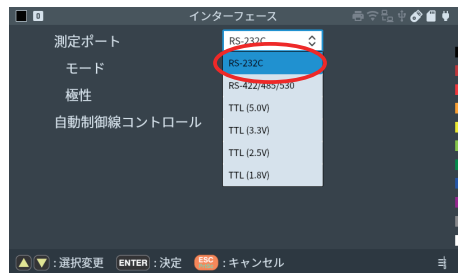 0 インターフェース
測定ポート RS-232C
モード RS-232C
極性 RS-422/485/530
自動制御線コントロール TTL (5.0V)
TTL (3.3V)
TTL (2.5V)
TTL (1.8V)
:選択変更 ENTER :決定 ESC :キャンセル